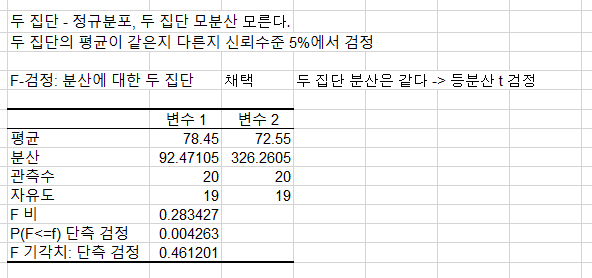 두 집단 - 정규분포, 두 집단 모분산 모른다.
두 집단의 평균이 같은지 다른지 신뢰수준 5%에서 검정
F-검정: 분산에 대한 두 집단 채택 두 집단 분산은 같다 -> 등분산 t 검정
변수 1 변수 2
평균 78.45 72.55
분산 92.47105 326.2605
관측수 20 20
자유도 19 19
F 비 0.283427
P(F<=f) 단측 검정 0.004263
F 기각치: 단측 검정 0.461201